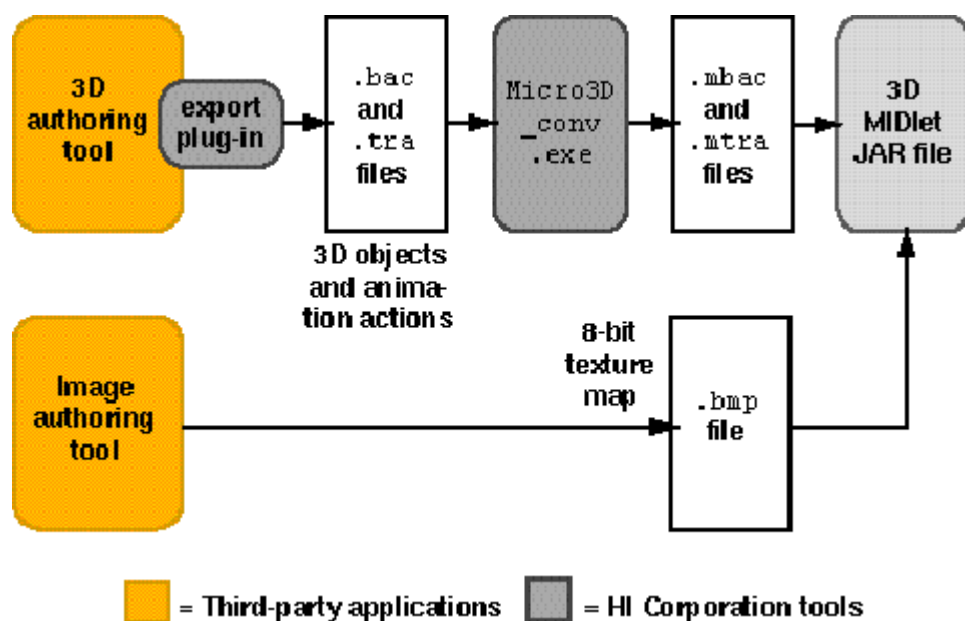 3D
authoring
tool
export
plug-in
.bac
and
.tra
files
Micro3D
_conv
.exe
.mbac
and
.mtra
files
3D
MIDlet
JAR file
3D objects
and anima-
tion actions
Image
authoring
tool
8-bit
texture
map
.bmp
file
= Third-party applications
= HI Corporation tools